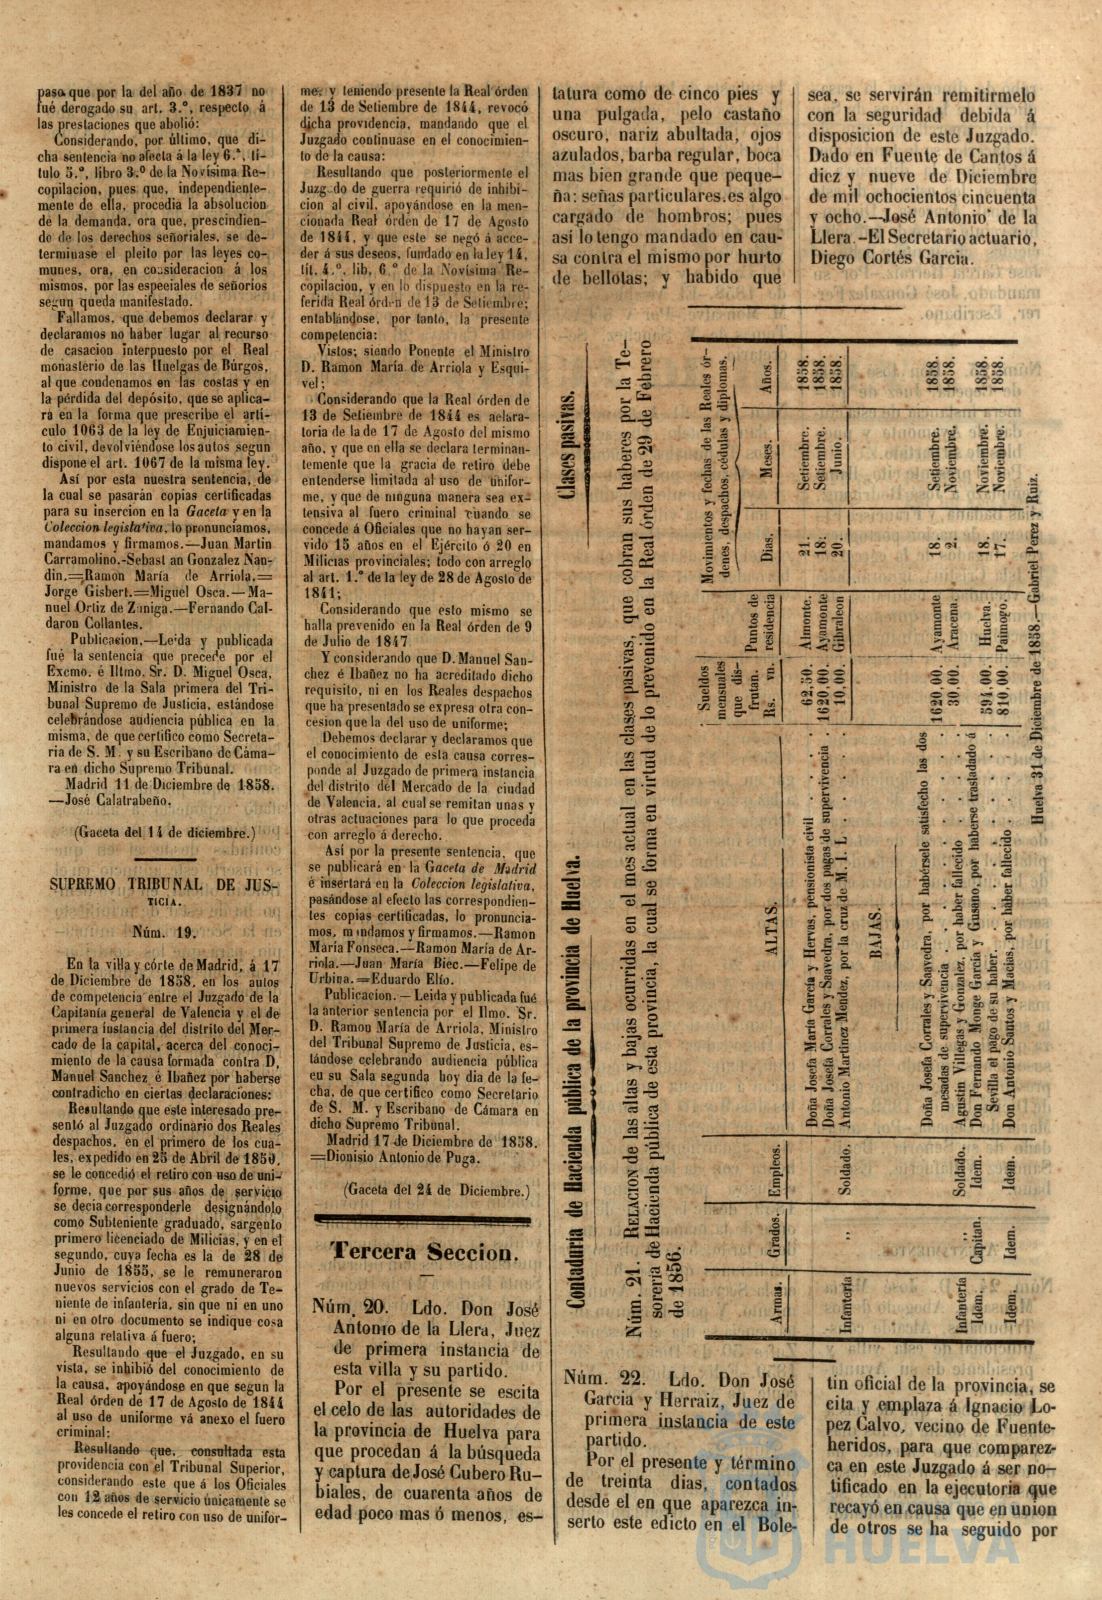 paso que por la del año de 1837 no
fué derogado su art. 3.º, respecto á
las prestaciones que abolió:
Considerando, por último, que di-
cha sentencia no afecta á la ley 6.ª, tí-
tulo 5.º, libro 3.º de la Novísima Re-
copilacion, pues que, independiente-
mente de ella, procedia la absolucion
de la demanda, ora que, prescindien-
do de los derechos señoriales, se de-
terminase el pleito por las leyes co-
munes, ora, en consideracion á los
mismos, por las especiales de señorios
segun queda manifestado.
Fallamos, que debemos declarar y
declaramos no haber lugar al recurso
de casacion interpuesto por el Real
monasterio de las Huelgas de Búrgos,
al que condenamos en las costas y en
la pérdida del depósito, que se aplica-
rá en la forma que prescribe el artí-
culo 1063 de la ley de Enjuiciamien-
to civil, devolviéndose los autos segun
dispone el art. 1067 de la misma ley.
Así por esta nuestra sentencia, de
la cual se pasarán copias certificadas
para su insercion en la Gaceta y en la
Coleccion legislativa, lo pronunciamos,
mandamos y firmamos.—Juan Martin
Carramolino.-Sebastian Gonzalez Nan-
din.=Ramon María de Arriola.=
Jorge Gisbert.=Miguel Osca.—Ma-
nuel Ortiz de Zuñiga.—Fernando Cal-
daron Collantes.
Publicacion.—Leida y publicada
fué la sentencia que precede por el
Excmo. é Iltmo. Sr. D. Miguel Osca,
Ministro de la Sala primera del Tri-
bunal Supremo de Justicia, estándose
celebrándose audiencia pública en la
misma, de que certifico como Secreta-
ria de S. M. y su Escribano de Cáma-
ra en dicho Supremo Tribunal.
Madrid 11 de Diciembre de 1858.
—José Calatrabeño.
(Gaceta del 14 de diciembre.)
SUPREMO TRIBUNAL DE JUS-
TICIA.
Núm. 19.
En la villa y córte de Madrid, á 17
de Diciembre de 1858, en los autos
de competencia entre el Juzgado de la
Capitanía general de Valencia y el de
primera instancia del distrito del Mer-
cado de la capital, acerca del conoci-
miento de la causa formada contra D.
Manuel Sanchez é Ibañez por haberse
contradicho en ciertas declaraciones:
Resultando que este interesado pre-
sentó al Juzgado ordinario dos Reales
despachos, en el primero de los cua-
les, expedido en 25 de Abril de 1850,
se le concedió el retiro con uso de uni-
forme, que por sus años de servicio
se decia corresponderle designándolo
como Subteniente graduado, sargento
primero licenciado de Milicias, y en el
segundo, cuya fecha es la de 28 de
Junio de 1855, se le remuneraron
nuevos servicios con el grado de Te-
niente de infantería, sin que ni en uno
ni en otro documento se indique cosa
alguna relativa á fuero;
Resultando que el Juzgado, en su
vista, se inhibió del conocimiento de
la causa, apoyándose en que segun la
Real órden de 17 de Agosto de 1844
al uso de uniforme vá anexo el fuero
criminal:
Resultando que, consultada esta
providencia con el Tribunal Superior,
considerando este que á los Oficiales
con 12 años de servicio únicamente se
les concede el retiro con uso de unifor-
me, y teniendo presente la Real órden
de 13 de Setiembre de 1844, revocó
dicha providencia, mandando que el
Juzgado continuase en el conocimien-
to de la causa:
Resultando que posteriormente el
Juzgado de guerra requirió de inhibi-
cion al civil, apoyándose en la men-
cionada Real órden de 17 de Agosto
de 1844, y que este se negó á acce-
der á sus deseos, fundado en la ley 14,
tít. 4.º, lib. 6.º de la Novísima Re-
copilacion, y en lo dispuesto en la re-
ferida Real órden de 13 de Setiembre;
entablándose, por tanto, la presente
competencia:
Vistos; siendo Ponente el Ministro
D. Ramon María de Arriola y Esqui-
vel;
Considerando que la Real órden de
13 de Setiembre de 1844 es aclara-
toria de la de 17 de Agosto del mismo
año, y que en ella se declara terminan-
temente que la gracia de retiro debe
entenderse limitada al uso de unifor-
me, y que de ninguna manera sea ex-
tensiva al fuero criminal cuando se
concede á Oficiales que no hayan ser-
vido 15 años en el Ejército ó 20 en
Milicias provinciales; todo con arreglo
al art. 1.º de la ley de 28 de Agosto de
1841;
Considerando que esto mismo se
halla prevenido en la Real órden de 9
de Julio de 1847
Y considerando que D. Manuel San-
chez é Ibañez no ha acreditado dicho
requisito, ni en los Reales despachos
que ha presentado se expresa otra con-
cesion que la del uso de uniforme;
Debemos declarar y declaramos que
el conocimiento de esta causa corres-
ponde al Juzgado de primera instancia
del distrito del Mercado de la ciudad
de Valencia, al cual se remitan unas y
otras actuaciones para lo que proceda
con arreglo á derecho.
Así por la presente sentencia, que
se publicará en la Gaceta de Madrid
é insertará en la Coleccion legislativa,
pasándose al efecto las correspondien-
tes copias certificadas, lo pronuncia-
mos, mandamos y firmamos.—Ramon
María Fonseca.—Ramon María de Ar-
riola.—Juan María Biec.—Felipe de
Urbina.=Eduardo Elío.
Publicacion.—Leida y publicada fué
la anterior sentencia por el Ilmo. Sr.
D. Ramon María de Arriola, Ministro
del Tribunal Supremo de Justicia, es-
tándose celebrando audiencia pública
eu su Sala segunda hoy dia de la fe-
cha, de que certifico como Secretario
de S. M. y Escribano de Cámara en
dicho Supremo Tribunal.
Madrid 17 de Diciembre de 1858.
=Dionisio Antonio de Puga.
(Gaceta del 24 de Diciembre.)
Tercera Seccion.
Núm. 20. Ldo. Don José
Antonio de la Llera, Juez
de primera instancia de
esta villa y su partido.
Por el presente se escita
el celo de las autoridades de
la provincia de Huelva para
que procedan á la búsqueda
y captura de José Cubero Ru-
biales, de cuarenta años de
edad poco mas ó menos, es-
tatura como de cinco pies y
una pulgada, pelo castaño
oscuro, nariz abultada, ojos
azulados, barba regular, boca
mas bien grande que peque-
ña: señas particulares, es algo
cargado de hombros; pues
asi lo tengo mandado en cau-
sa contra el mismo por hurto
de bellotas; y habido que
sea, se servirán remitirmelo
con la seguridad debida á
disposicion de este Juzgado.
Dado en Fuente de Cantos á
diez y nueve de Diciembre
de mil ochocientos cincuenta
y ocho.—José Antonio de la
Llera.-El Secretario actuario,
Diego Cortés Garcia.
Contaduría de Hacienda pública de la provincia de Huelva. Clases pasivas.
Núm. 21. RELACION de las altas y bajas ocurridas en el mes actual en las clases pasivas, que cobran sus haberes por la Te-
sorería de Hacienda pública de esta provincia, la cual se forma en virtud de lo prevenido en la Real órden de 29 de Febrero
de 1856.
Armas. Grados. Empleos. ALTAS. Sueldos mensuales que disfrutan. Rs. vn. Puntos de residencia Movimientos y fechas de las Reales órdenes, despachos, cédulas y diplomas. Dias. Meses. Años.
Doña Josefa María García y Hervas, pensionista civil . . . 62,50. Almonte. 21. Setiembre. 1858.
Doña Josefa Corrales y Saavedra, por dos pagas de supervivencia . 1620,00. Ayamonte 18. Setiembre. 1858.
Infantería ,, Soldado. Antonio Martinez Mendez, por la cruz de M. I. L . . . . 10,00. Gibraleon 20. Junio. 1858.
BAJAS.
Doña Josefa Corrales y Saavedra, por habérsele satisfecho las dos
mesadas de supervivencia . . . . 1620,00. Ayamonte 18. Setiembre. 1858.
Infantería ,, Soldado. Agustin Villegas y Gonzalez, por haber fallecido . . . 30,00. Aracena. 2. Noviembre. 1858.
Idem. Capitan. Idem. Don Fernando Monge García y Gusano, por haberse trasladado á
Sevilla el pago de su haber. . . . 594,00. Huelva. 18. Noviembre. 1858.
Idem. Idem. Idem. Don Antonio Santos y Macías, por haber fallecido . . . 810,00. 17. Noviembre. 1858.
Huelva 31 de Diciembre de 1858.—Gabriel Perez y Ruiz.
Núm. 22. Ldo. Don José
Garcia y Herraiz, Juez de
primera instancia de este
partido.
Por el presente y término
de treinta dias, contados
desde el en que aparezca in-
serto este edicto en el Bole-
tin oficial de la provincia, se
cita y emplaza á Ignacio Lo-
pez Calvo, vecino de Fuente-
heridos, para que comparez-
ca en este Juzgado á ser no-
tificado en la ejecutoria que
recayó en causa que en union
de otros se ha seguido por
HUELVA